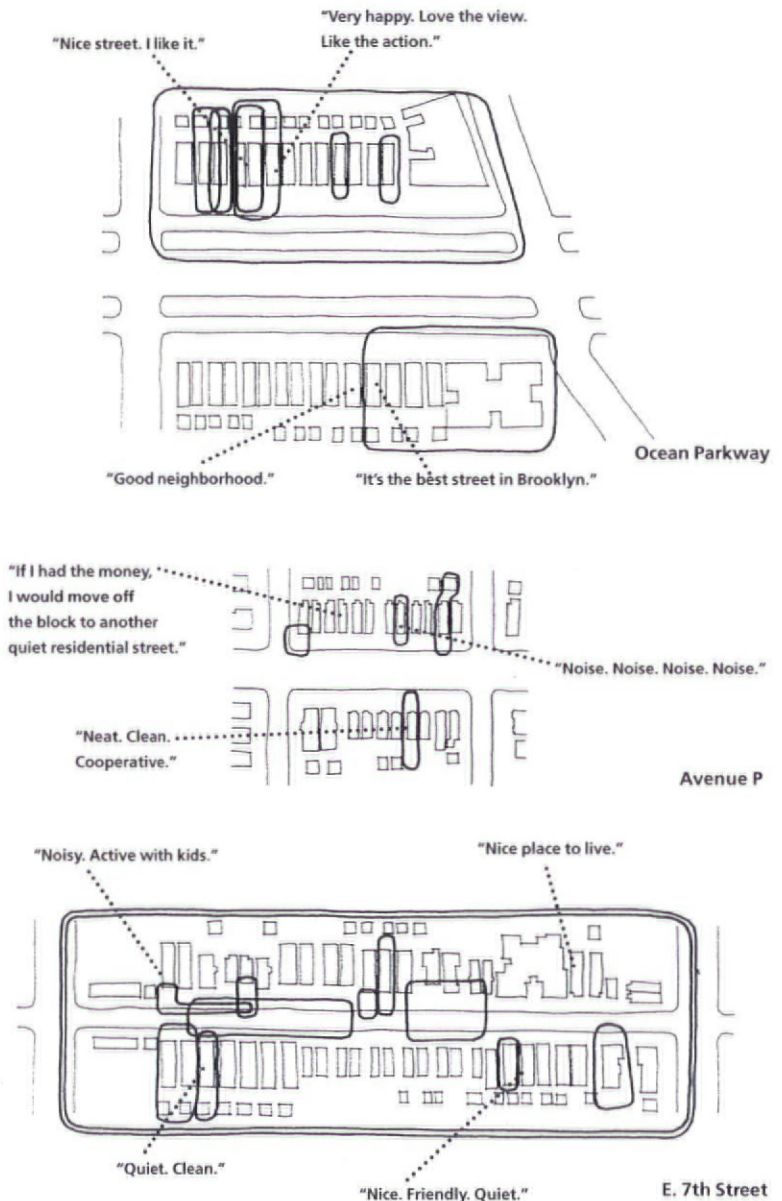 "Very happy. Love the view.
Like the action."
"Nice street. I like it."
Ocean Parkway
"Good neighborhood."
"It's the best street in Brooklyn."
"If I had the money,
I would move off
the block to another
quiet residential street."
"Noise. Noise. Noise. Noise."
"Neat. Clean.
Cooperative."
Avenue P
"Noisy. Active with kids."
"Nice place to live."
"Quiet. Clean."
"Nice. Friendly. Quiet."
E. 7th Street